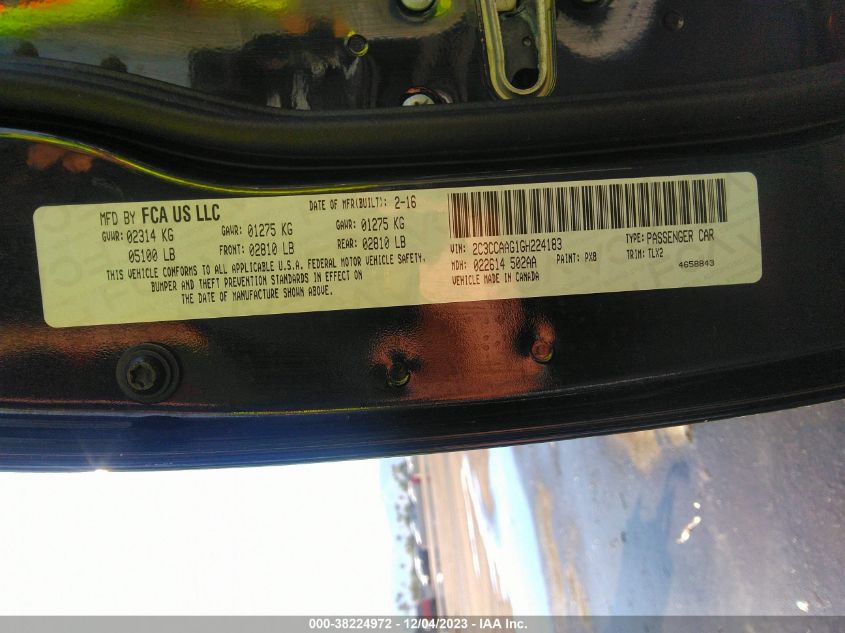 MFD BY FCA US LLC DATE OF MFR(BUILT): 2-16
GVWR: 02314 KG GAWR: 01275 KG GAWR: 01275 KG
05100 LB FRONT: 02810 LB REAR: 02810 LB
THIS VEHICLE CONFORMS TO ALL APPLICABLE U.S.A. FEDERAL MOTOR VEHICLE SAFETY,
BUMPER AND THEFT PREVENTION STANDARDS IN EFFECT ON
THE DATE OF MANUFACTURE SHOWN ABOVE.
VIN: 2C3CCAAG1GH224183 TYPE: PASSENGER CAR
MDH: 022614 502AA PAINT: PX8 TRIM: TLX2
VEHICLE MADE IN CANADA 4658843
000-38224972 - 12/04/2023 - IAA Inc.